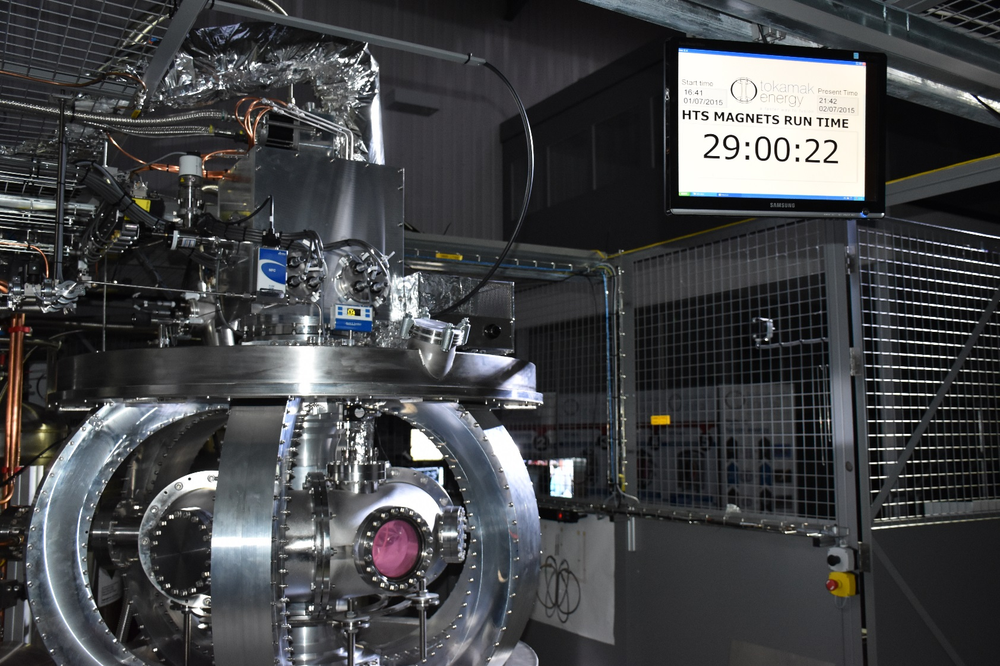 Start time
16:41
01/07/2015
tokamak
energy
Present Time
21:42
02/07/2015
HTS MAGNETS RUN TIME
29:00:22
SAMSUNG
MFC